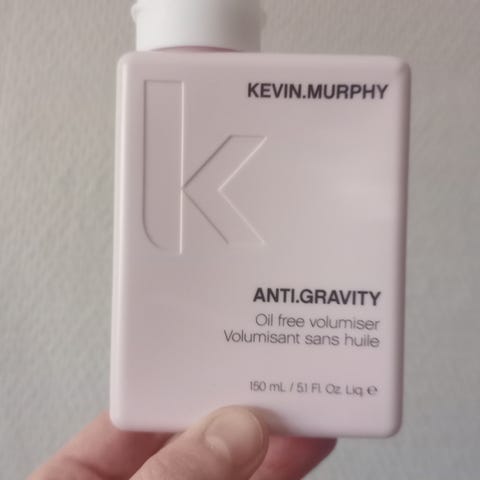 KEVIN.MURPHY
k
ANTI.GRAVITY
Oil free volumiser
Volumisant sans huile
150 mL / 5.1 Fl. Oz. Liq. ℮